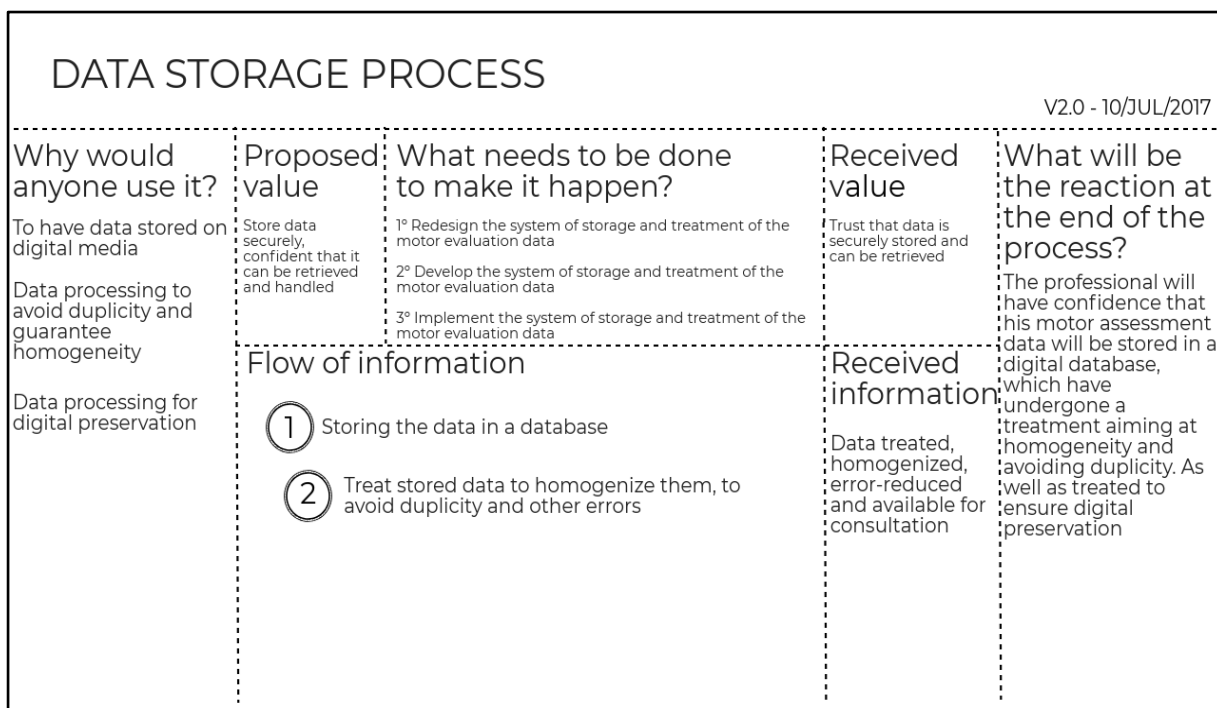 DATA STORAGE PROCESS
V2.0 - 10/JUL/2017
Why would
anyone use it?
To have data stored on
digital media
Data processing to
avoid duplicity and
guarantee
homogeneity
Data processing for
digital preservation
Proposed
value
Store data
securely,
confident that it
can be retrieved
and handled
What needs to be done
to make it happen?
1º Redesign the system of storage and treatment of the
motor evaluation data
2º Develop the system of storage and treatment of the
motor evaluation data
3º Implement the system of storage and treatment of the
motor evaluation data
Received
value
Trust that data is
securely stored and
can be retrieved
Flow of information
1 Storing the data in a database
2 Treat stored data to homogenize them, to
avoid duplicity and other errors
Received
information
Data treated,
homogenized,
error-reduced
and available for
consultation
What will be
the reaction at
the end of the
process?
The professional will
have confidence that
his motor assessment
data will be stored in a
digital database,
which have
undergone a
treatment aiming at
homogeneity and
avoiding duplicity. As
well as treated to
ensure digital
preservation